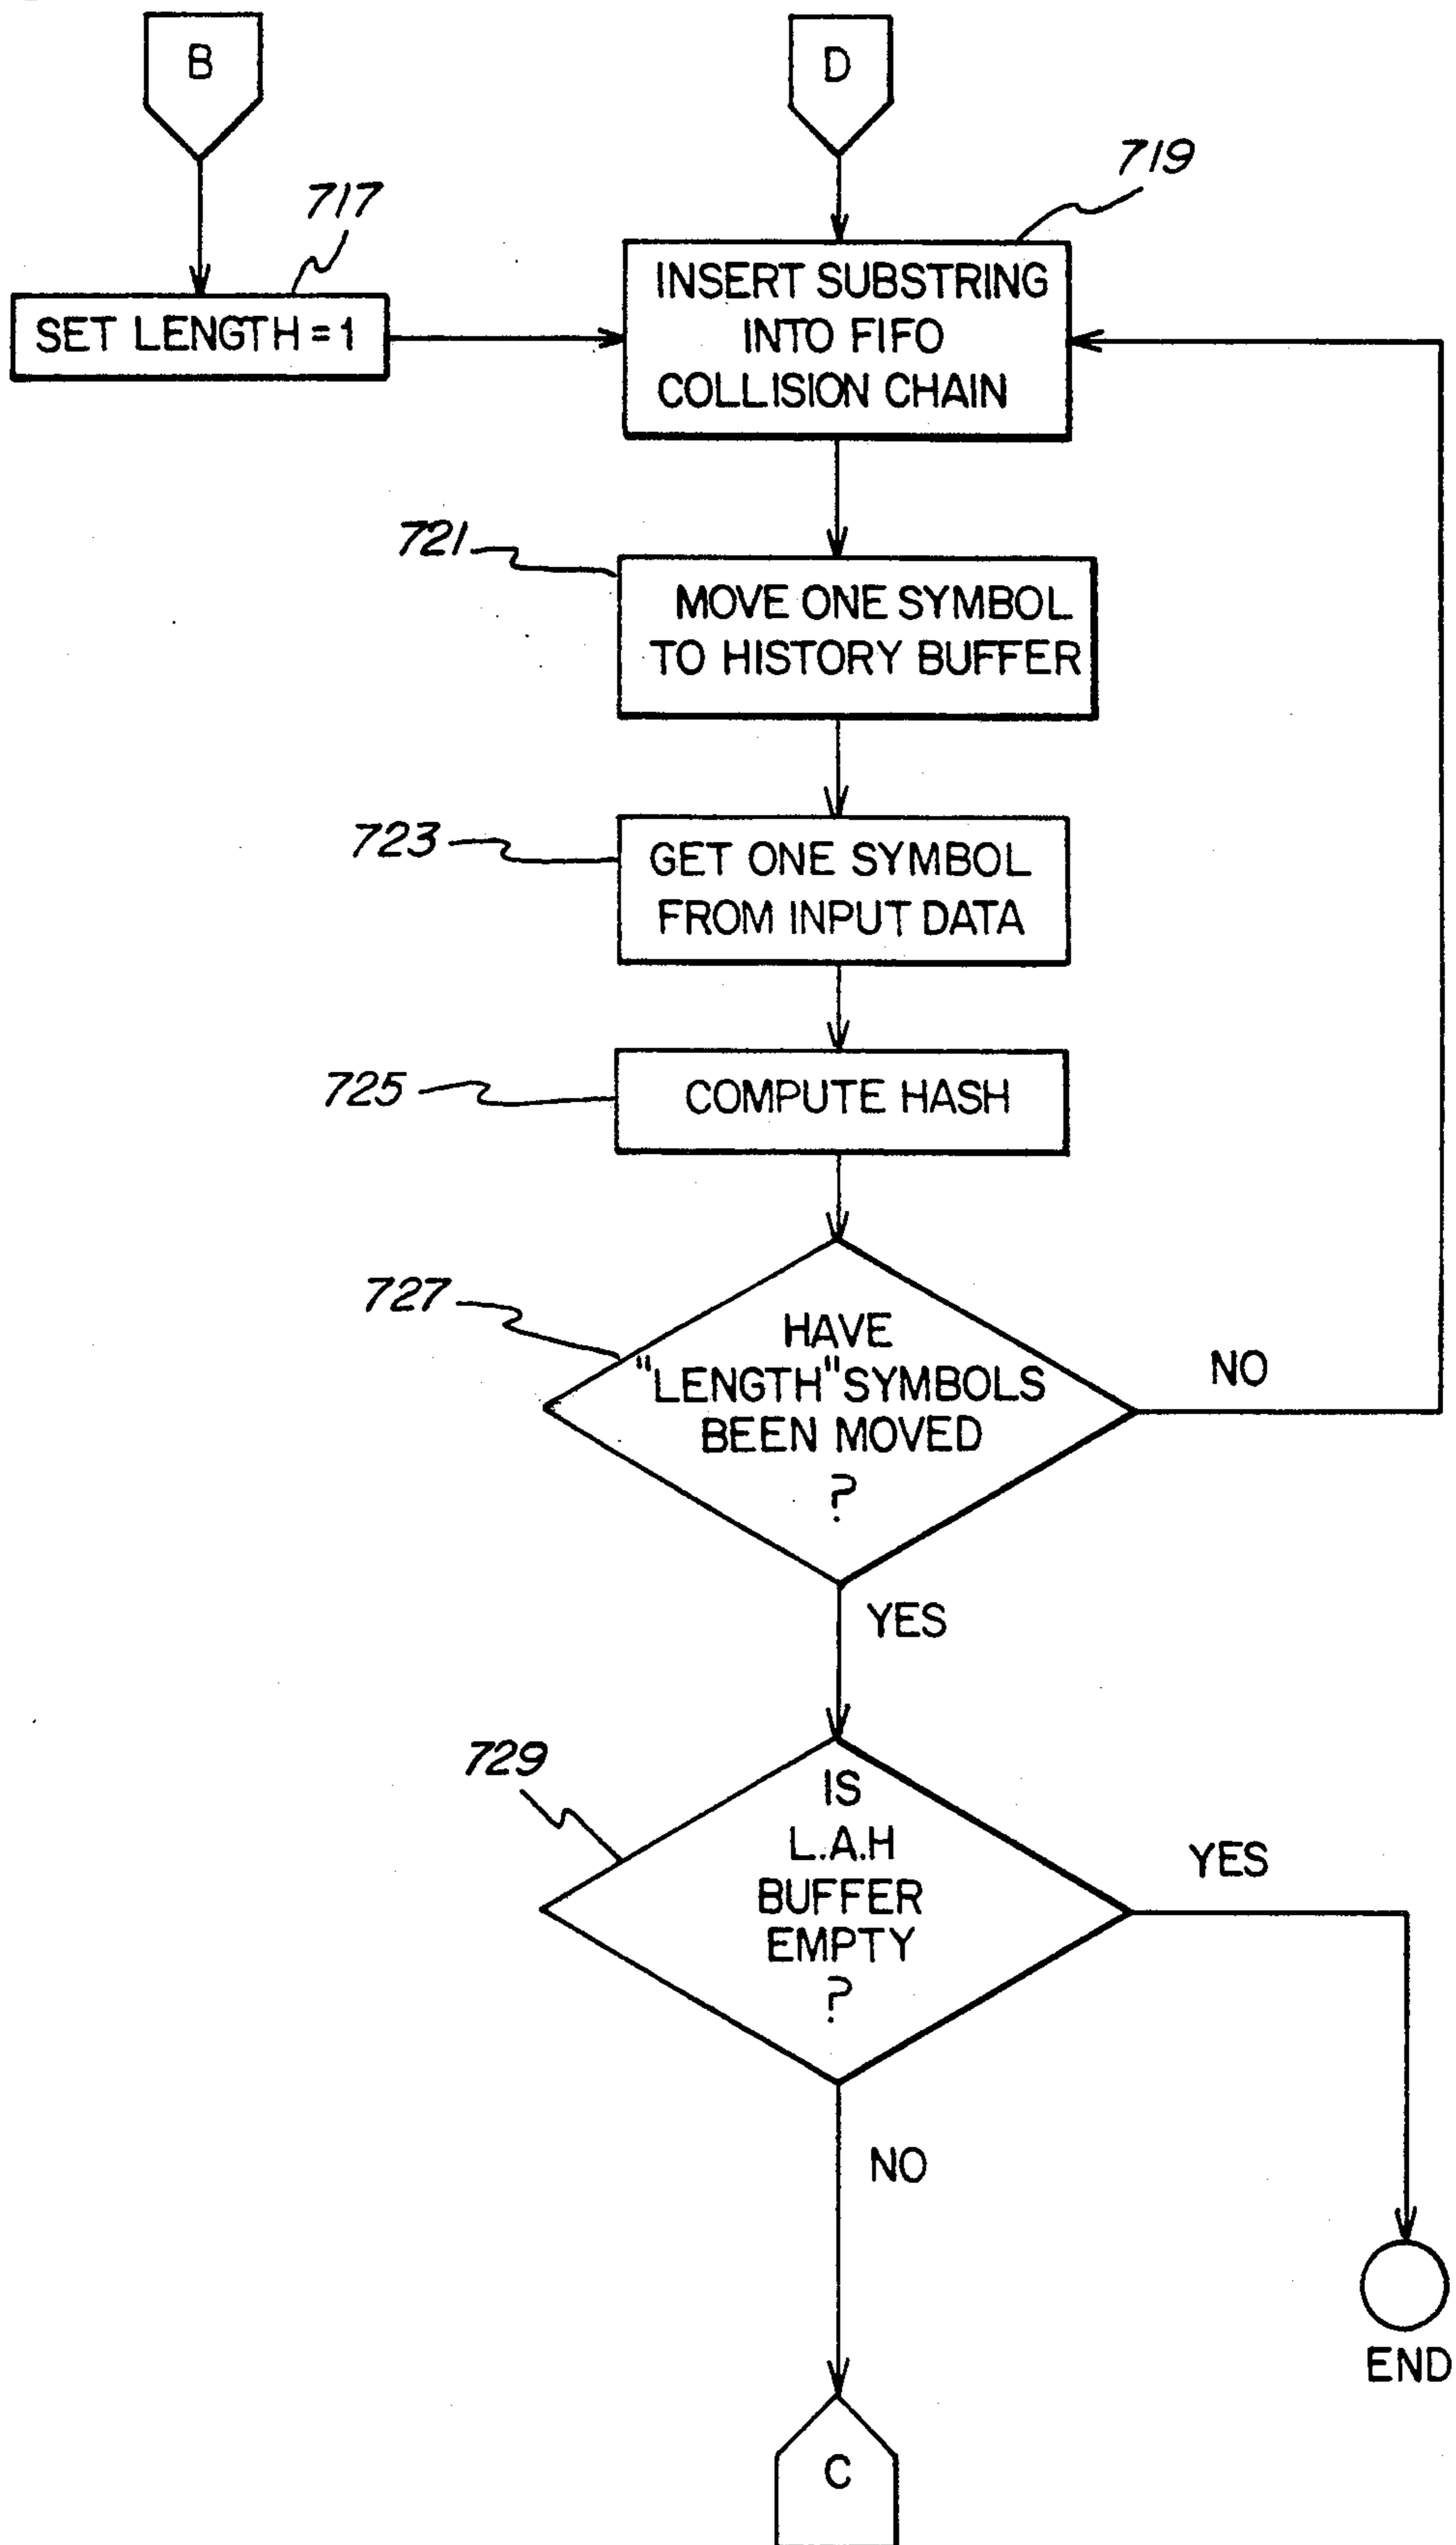 B
D
717
719
SET LENGTH = 1
INSERT SUBSTRING
INTO FIFO
COLLISION CHAIN
721
MOVE ONE SYMBOL
TO HISTORY BUFFER
723
GET ONE SYMBOL
FROM INPUT DATA
725
COMPUTE HASH
727
HAVE
"LENGTH" SYMBOLS
BEEN MOVED
?
NO
YES
729
IS
L.A.H
BUFFER
EMPTY
?
YES
NO
END
C